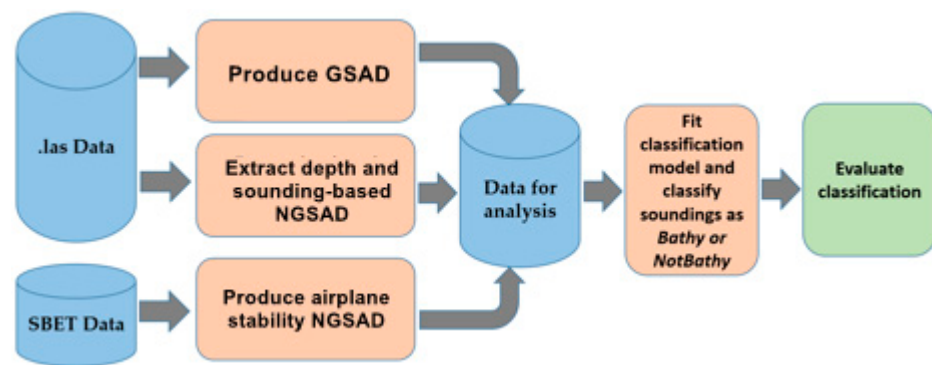 .las Data
Produce GSAD
Extract depth and
sounding-based
NGSAD
SBET Data
Produce airplane
stability NGSAD
Data for
analysis
Fit
classification
model and
classify
soundings as
Bathy or
NotBathy
Evaluate
classification